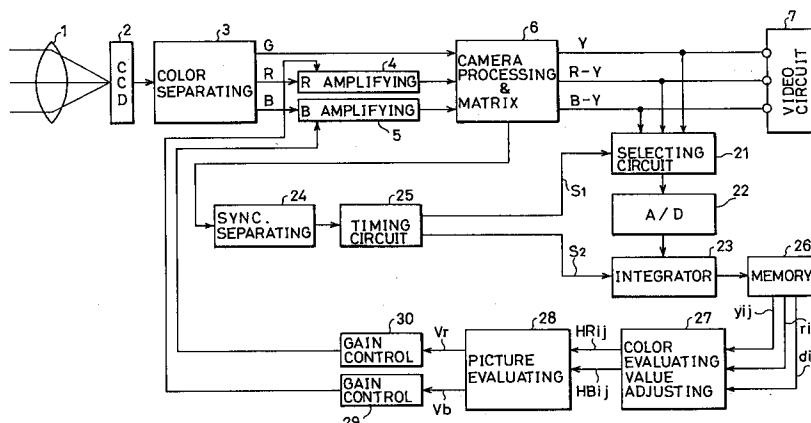 1
2
3
4
5
6
7
CCD
COLOR SEPARATING
G
R
B
R AMPLIFYING
B AMPLIFYING
CAMERA PROCESSING & MATRIX
Y
R-Y
B-Y
VIDEO CIRCUIT
SELECTING CIRCUIT
21
S1
A/D
22
24
SYNC. SEPARATING
25
TIMING CIRCUIT
S2
INTEGRATOR
23
MEMORY
26
yij
ri
di
30
GAIN CONTROL
Vr
28
PICTURE EVALUATING
HRij
HBij
27
COLOR EVALUATING VALUE ADJUSTING
GAIN CONTROL
Vb
29